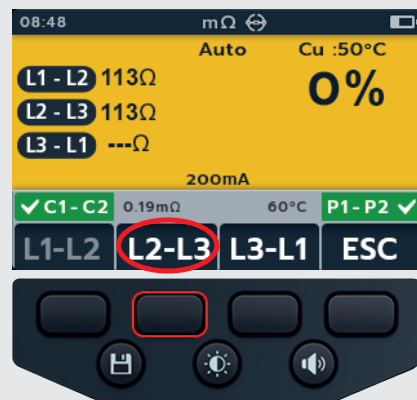 08:48 mΩ
Auto Cu :50°C
L1 - L2 113Ω 0%
L2 - L3 113Ω
L3 - L1 ---Ω
200mA
✓ C1 - C2 0.19mΩ 60°C P1 - P2 ✓
L1-L2 L2-L3 L3-L1 ESC